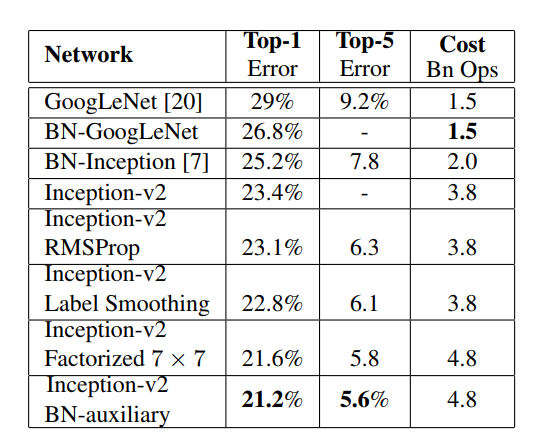 Network Top-1 Error Top-5 Error Cost Bn Ops
GoogLeNet [20] 29% 9.2% 1.5
BN-GoogLeNet 26.8% - 1.5
BN-Inception [7] 25.2% 7.8 2.0
Inception-v2 23.4% - 3.8
Inception-v2
RMSProp 23.1% 6.3 3.8
Inception-v2
Label Smoothing 22.8% 6.1 3.8
Inception-v2
Factorized 7 × 7 21.6% 5.8 4.8
Inception-v2
BN-auxiliary 21.2% 5.6% 4.8